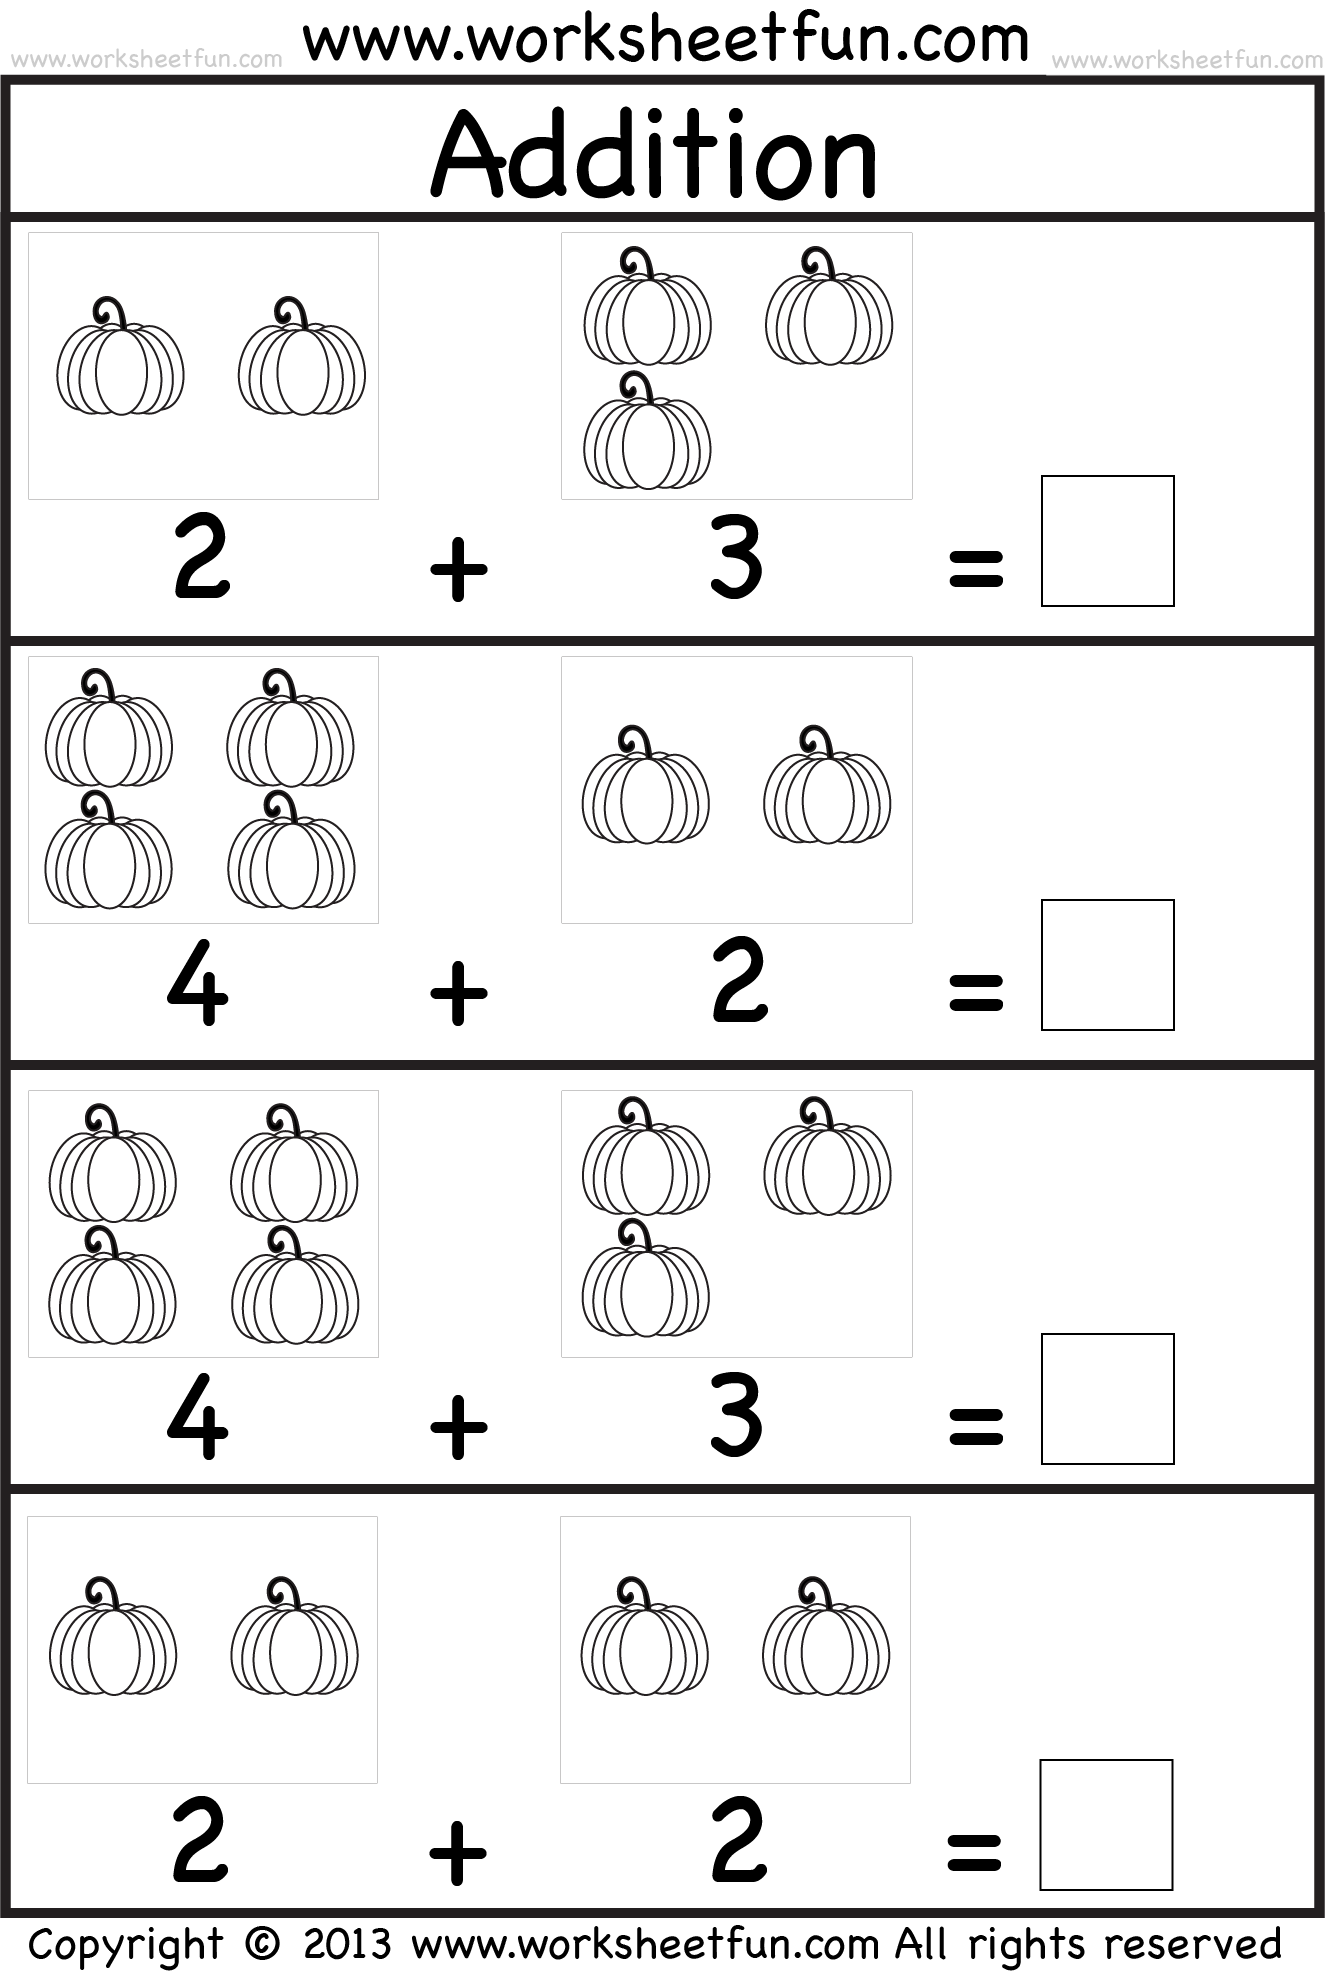 www.worksheetfun.com
www.worksheetfun.com
www.worksheetfun.com
Addition
2 + 3 =
4 + 2 =
4 + 3 =
2 + 2 =
Copyright © 2013 www.worksheetfun.com All rights reserved